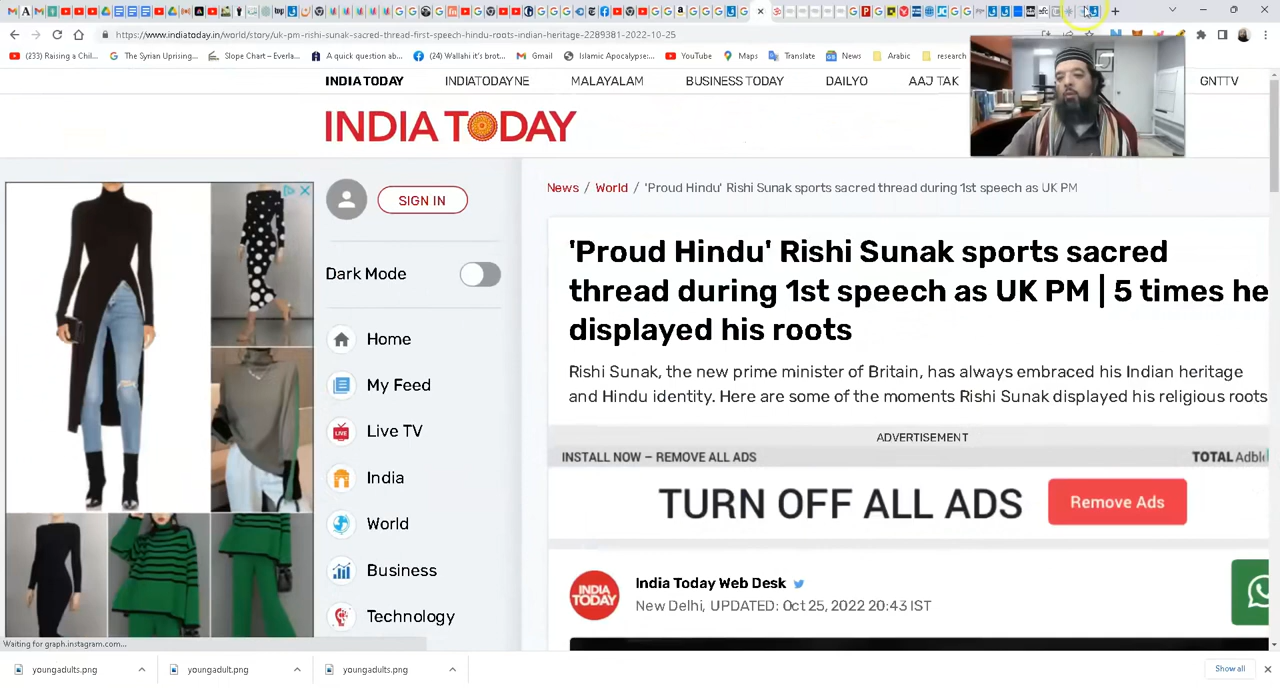 https://www.indiatoday.in/world/story/uk-pm-rishi-sunak-sacred-thread-first-speech-hindu-roots-indian-heritage-2289381-2022-10-25
(233) Raising a Chil... The Syrian Uprising... Slope Chart – Everla... A quick question ab... (24) Wallahi it's brot... Gmail Islamic Apocalypse:... YouTube Maps Translate News Arabic research
INDIA TODAY INDIATODAYNE MALAYALAM BUSINESS TODAY DAILYO AAJ TAK GNTTV
INDIA TODAY
SIGN IN
Dark Mode
Home
My Feed
LIVE
Live TV
India
World
Business
Technology
News / World / 'Proud Hindu' Rishi Sunak sports sacred thread during 1st speech as UK PM
'Proud Hindu' Rishi Sunak sports sacred
thread during 1st speech as UK PM | 5 times he
displayed his roots
Rishi Sunak, the new prime minister of Britain, has always embraced his Indian heritage
and Hindu identity. Here are some of the moments Rishi Sunak displayed his religious roots
ADVERTISEMENT
INSTALL NOW – REMOVE ALL ADS TOTAL Adbl
TURN OFF ALL ADS Remove Ads
INDIA
TODAY
India Today Web Desk
New Delhi, UPDATED: Oct 25, 2022 20:43 IST
Waiting for graph.instagram.com...
youngadults.png youngadult.png youngadults.png Show all